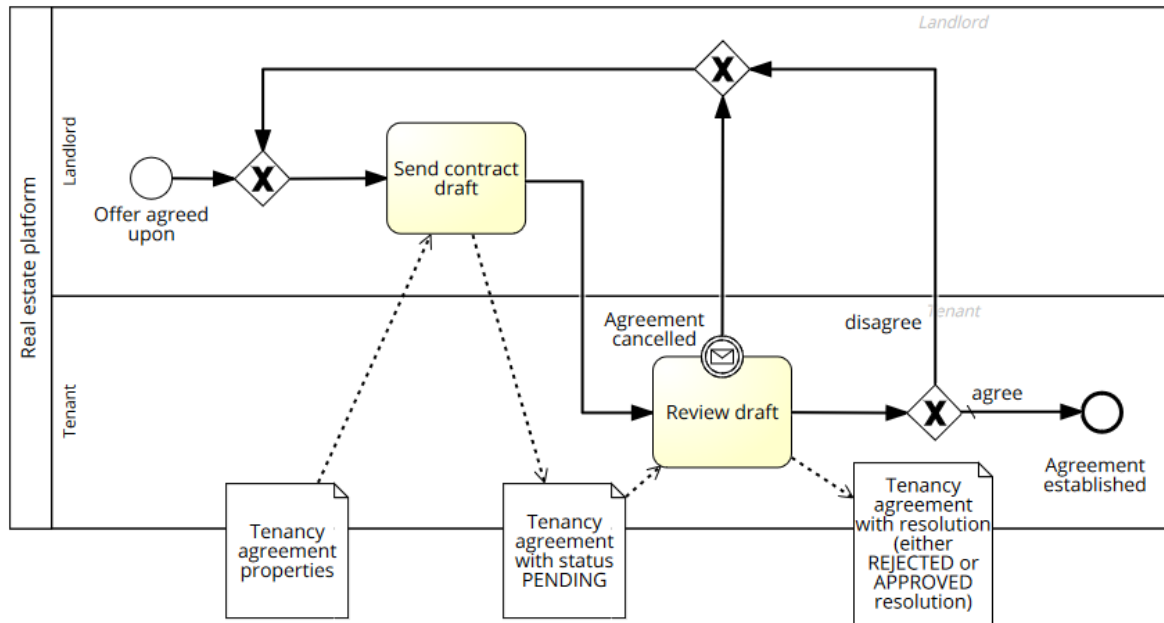 Real estate platform
Landlord
Landlord
Offer agreed
upon
Send contract
draft
Tenant
Tenant
Agreement
cancelled
disagree
Review draft
agree
Agreement
established
Tenancy
agreement
properties
Tenancy
agreement
with status
PENDING
Tenancy
agreement
with resolution
(either
REJECTED or
APPROVED
resolution)